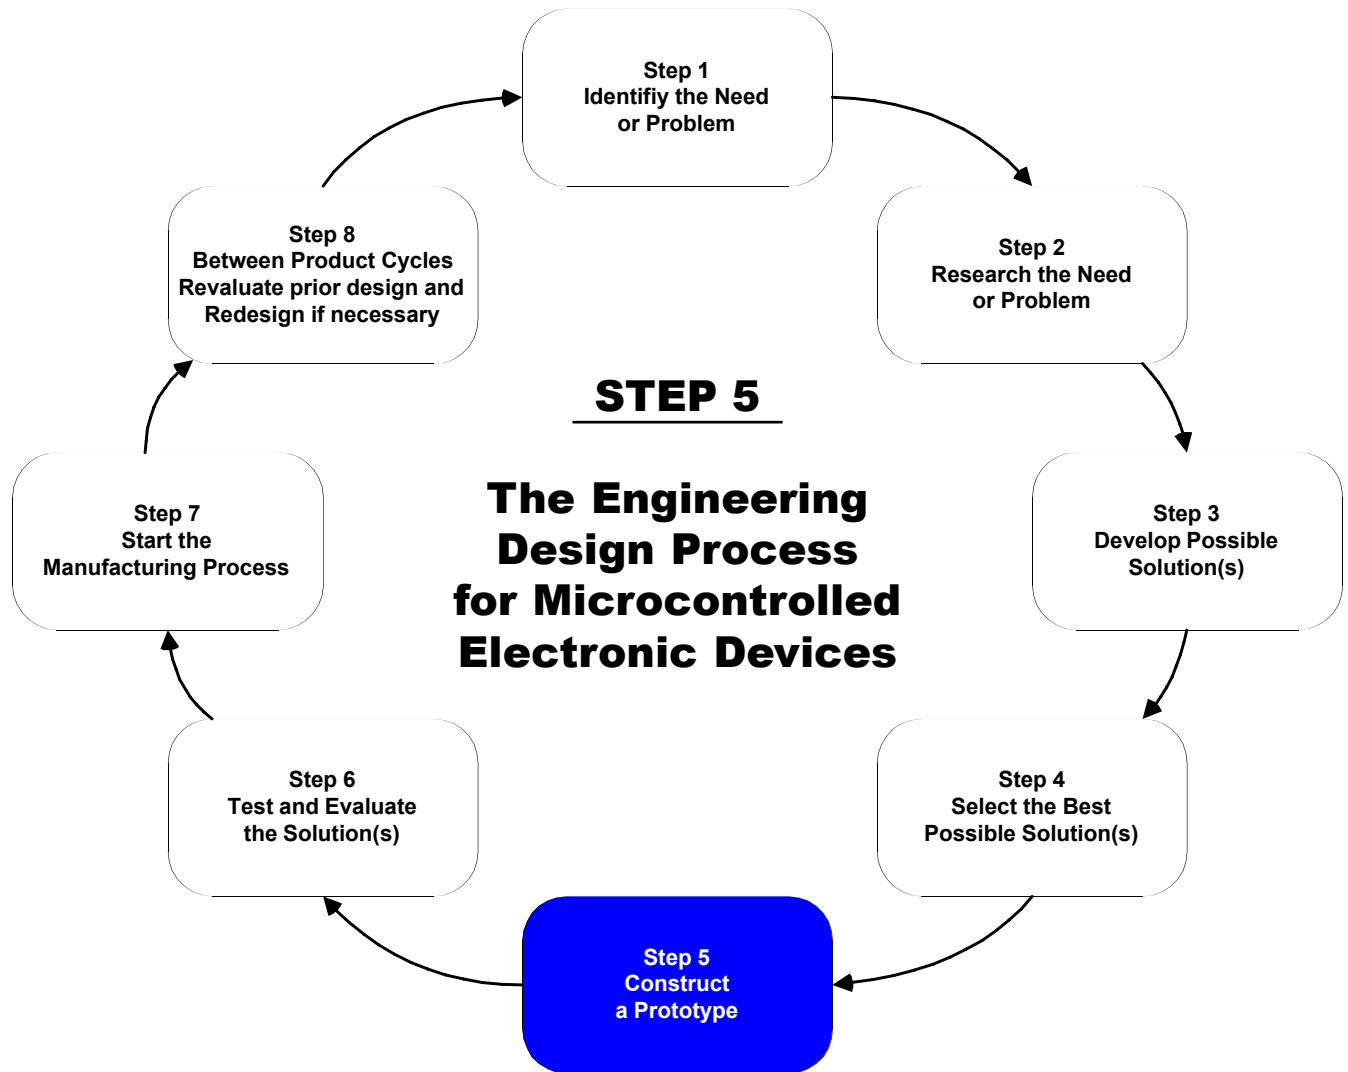 Step 1
Identifiy the Need
or Problem
Step 2
Research the Need
or Problem
Step 3
Develop Possible
Solution(s)
Step 4
Select the Best
Possible Solution(s)
Step 5
Construct
a Prototype
Step 6
Test and Evaluate
the Solution(s)
Step 7
Start the
Manufacturing Process
Step 8
Between Product Cycles
Revaluate prior design and
Redesign if necessary
STEP 5
The Engineering
Design Process
for Microcontrolled
Electronic Devices